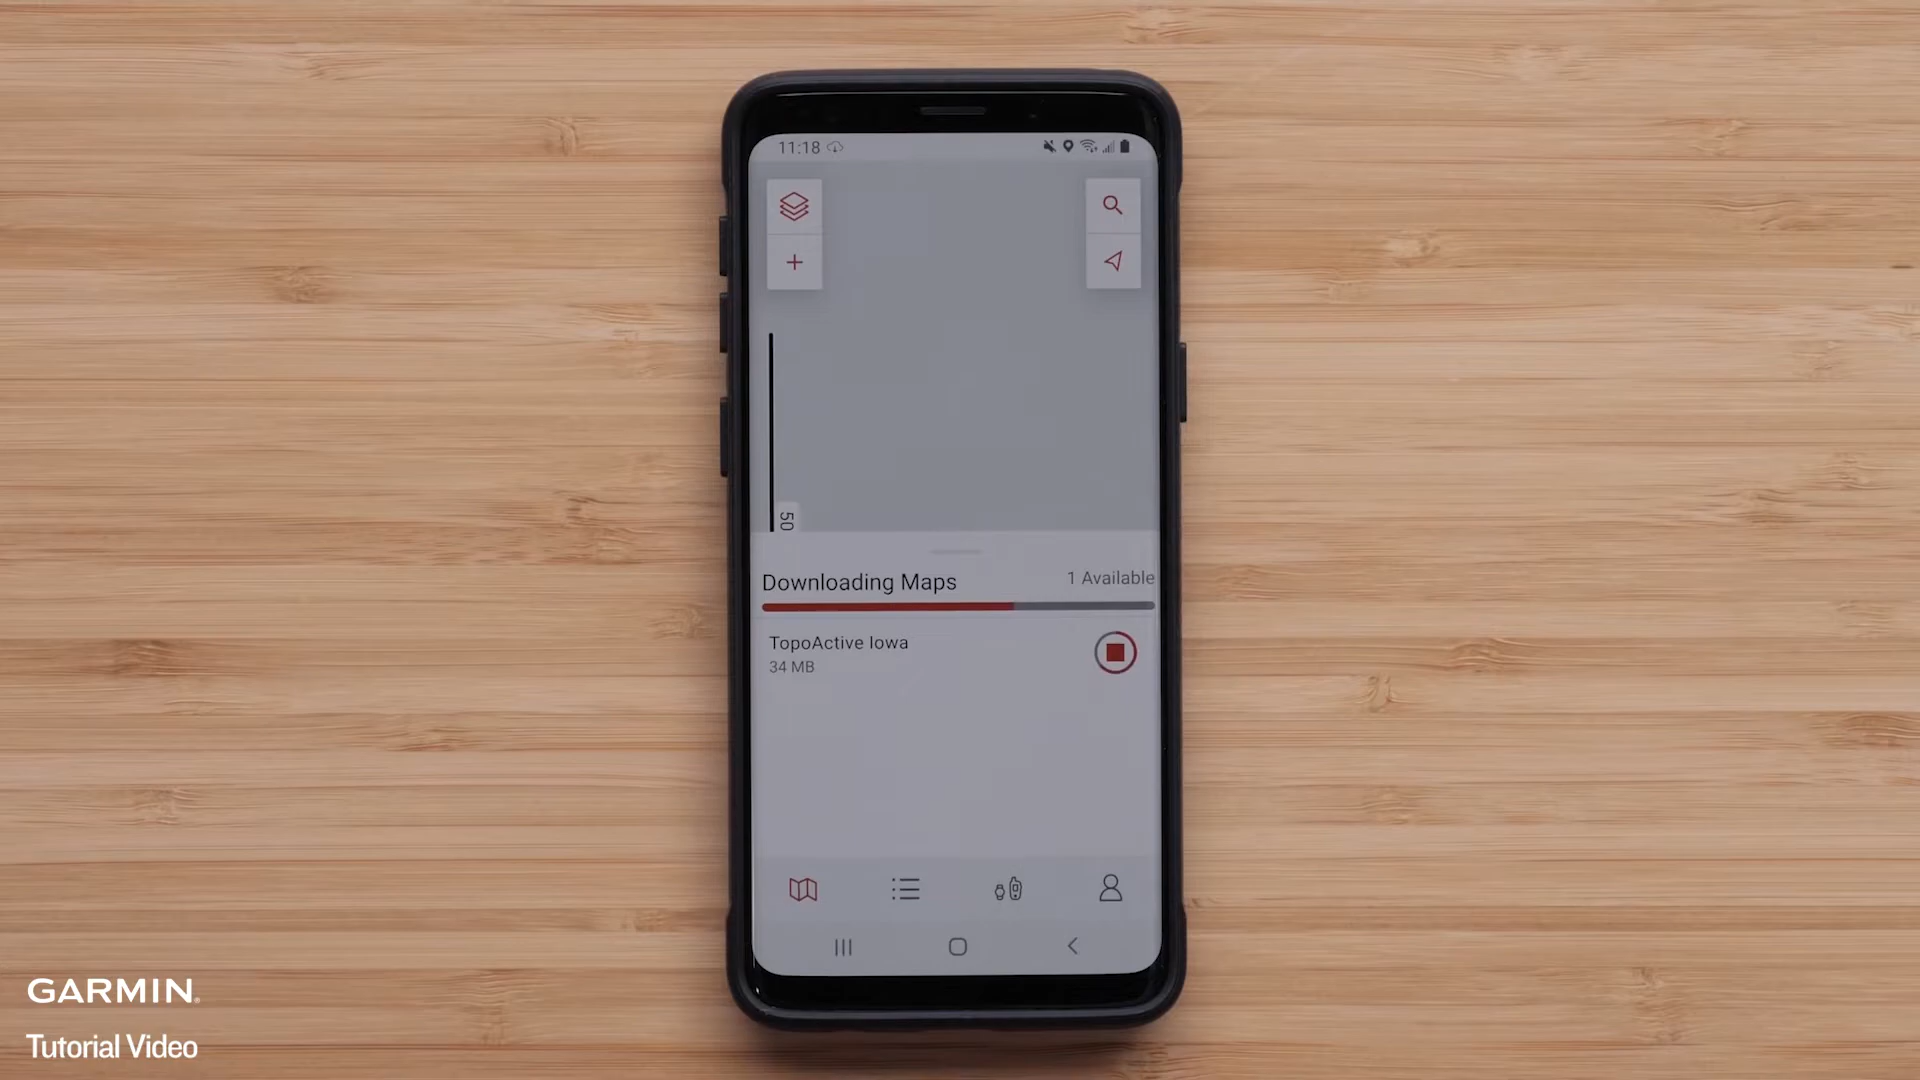 11:18
50
Downloading Maps
1 Available
TopoActive Iowa
34 MB
GARMIN
Tutorial Video